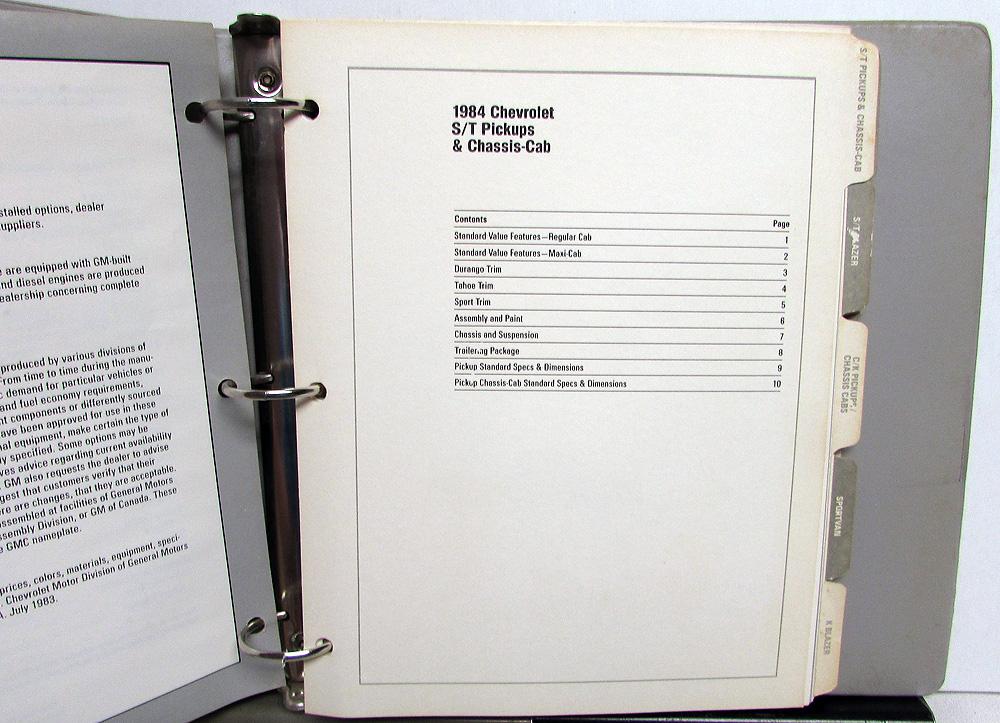 stalled options, dealer
uppliers.
e are equipped with GM-built
nd diesel engines are produced
ealership concerning complete
produced by various divisions of
From time to time during the manu-
c demand for particular vehicles or
and fuel economy requirements,
nt components or differently sourced
ave been approved for use in these
nal equipment, make certain the type of
y specified. Some options may be
ves advice regarding current availability
GM also requests the dealer to advise
gest that customers verify that their
ere are changes, that they are acceptable.
assembled at facilities of General Motors
ssembly Division, or GM of Canada. These
e GMC nameplate.
prices, colors, materials, equipment, speci-
. Chevrolet Motor Division of General Motors
A. July 1983.
1984 Chevrolet
S/T Pickups
& Chassis-Cab
Contents Page
Standard Value Features—Regular Cab 1
Standard Value Features—Maxi-Cab 2
Durango Trim 3
Tahoe Trim 4
Sport Trim 5
Assembly and Paint 6
Chassis and Suspension 7
Trailering Package 8
Pickup Standard Specs & Dimensions 9
Pickup Chassis-Cab Standard Specs & Dimensions 10
S/T PICKUPS & CHASSIS-CAB
S/T BLAZER
C/K PICKUPS/
CHASSIS CABS
SPORTVAN
K BLAZER